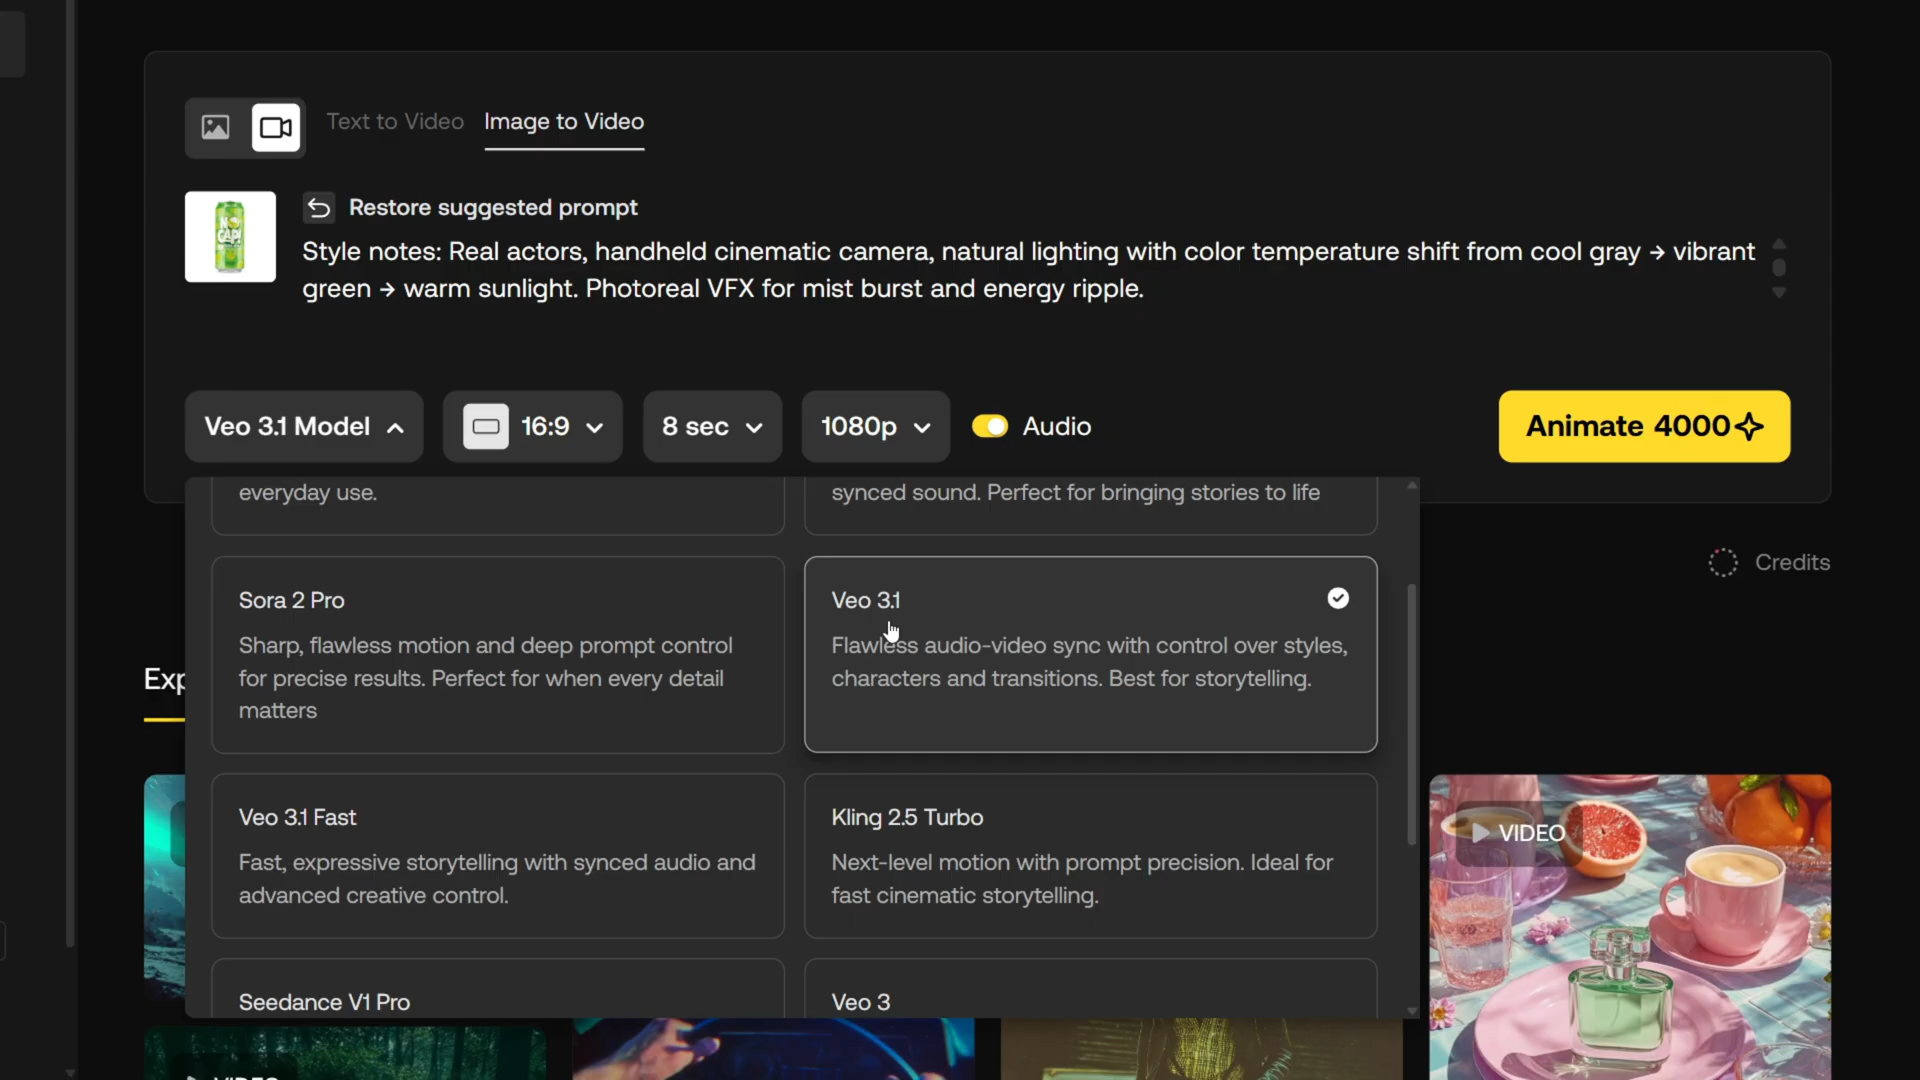 Text to Video Image to Video
NO
CAP!
Restore suggested prompt
Style notes: Real actors, handheld cinematic camera, natural lighting with color temperature shift from cool gray → vibrant
green → warm sunlight. Photoreal VFX for mist burst and energy ripple.
Veo 3.1 Model 16:9 8 sec 1080p Audio Animate 4000
everyday use.
synced sound. Perfect for bringing stories to life
Credits
Sora 2 Pro
Sharp, flawless motion and deep prompt control
for precise results. Perfect for when every detail
matters
Veo 3.1
Flawless audio-video sync with control over styles,
characters and transitions. Best for storytelling.
Exp
Veo 3.1 Fast
Fast, expressive storytelling with synced audio and
advanced creative control.
Kling 2.5 Turbo
Next-level motion with prompt precision. Ideal for
fast cinematic storytelling.
VIDEO
Seedance V1 Pro
Veo 3
VIDEO